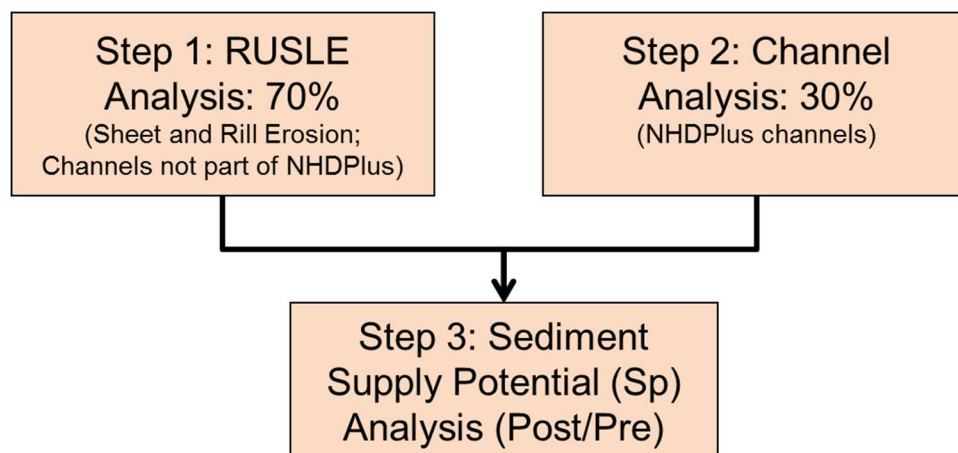 Step 1: RUSLE
Analysis: 70%
(Sheet and Rill Erosion;
Channels not part of NHDPlus)
Step 2: Channel
Analysis: 30%
(NHDPlus channels)
Step 3: Sediment
Supply Potential (Sp)
Analysis (Post/Pre)